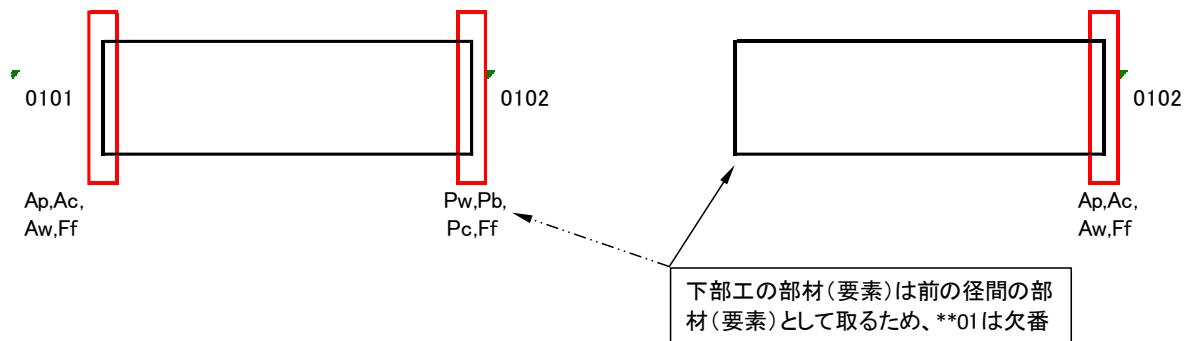 0101
0102
0102
Ap,Ac,
Aw,Ff
Pw,Pb,
Pc,Ff
Ap,Ac,
Aw,Ff
下部工の部材(要素)は前の径間の部
材(要素)として取るため、**01は欠番